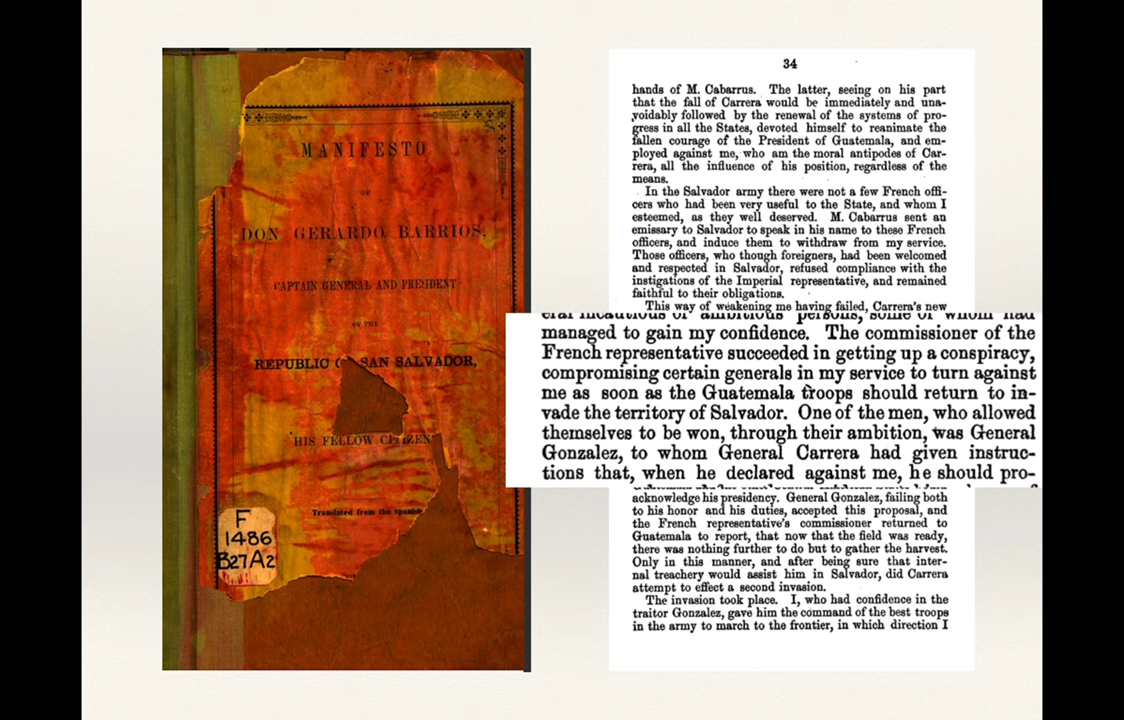 MANIFESTO
OF
DON GERARDO BARRIOS,
CAPTAIN GENERAL AND PRESIDENT
OF THE
REPUBLIC O SAN SALVADOR,
HIS FELLOW CITIZEN
Translated from the Spanish
F
1486
B27A2
34
hands of M. Cabarrus. The latter, seeing on his part
that the fall of Carrera would be immediately and una-
voidably followed by the renewal of the systems of pro-
gress in all the States, devoted himself to reanimate the
fallen courage of the President of Guatemala, and em-
ployed against me, who am the moral antipodes of Car-
rera, all the influence of his position, regardless of the
means.
In the Salvador army there were not a few French offi-
cers who had been very useful to the State, and whom I
esteemed, as they well deserved. M. Cabarrus sent an
emissary to Salvador to speak in his name to these French
officers, and induce them to withdraw from my service.
Those officers, who though foreigners, had been welcomed
and respected in Salvador, refused compliance with the
instigations of the Imperial representative, and remained
faithful to their obligations.
This way of weakening me having failed, Carrera's new
eral incautious or ambitious persons, some of whom had
managed to gain my confidence. The commissioner of the
French representative succeeded in getting up a conspiracy,
compromising certain generals in my service to turn against
me as soon as the Guatemala troops should return to in-
vade the territory of Salvador. One of the men, who allowed
themselves to be won, through their ambition, was General
Gonzalez, to whom General Carrera had given instruc-
tions that, when he declared against me, he should pro-
acknowledge his presidency. General Gonzalez, failing both
to his honor and his duties, accepted this proposal, and
the French representative's commissioner returned to
Guatemala to report, that now that the field was ready,
there was nothing further to do but to gather the harvest.
Only in this manner, and after being sure that inter-
nal treachery would assist him in Salvador, did Carrera
attempt to effect a second invasion.
The invasion took place. I, who had confidence in the
traitor Gonzalez, gave him the command of the best troops
in the army to march to the frontier, in which direction I